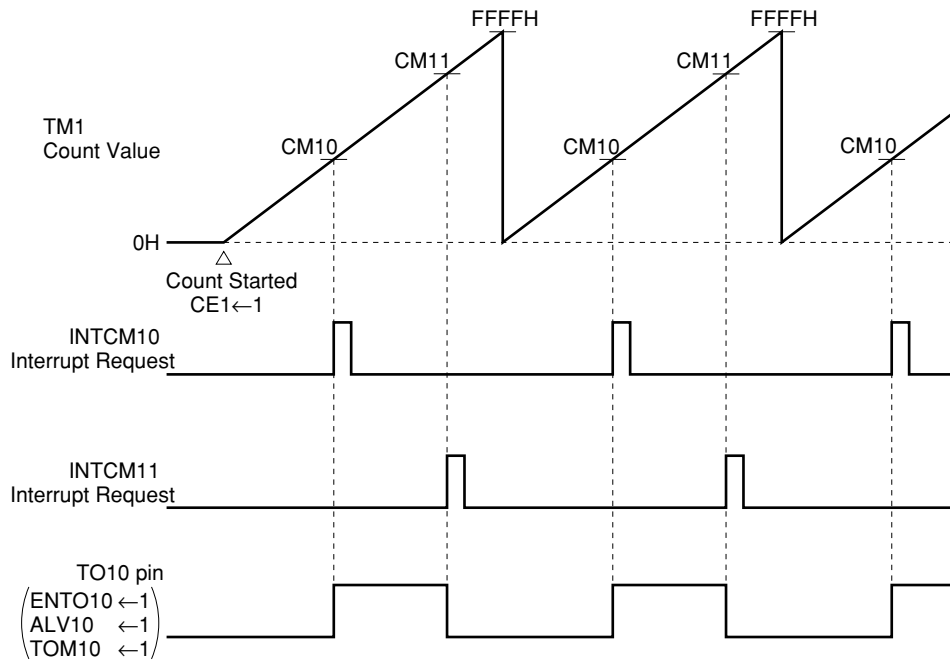 FFFFH
FFFFH
CM11
CM11
TM1
Count Value
CM10
CM10
CM10
0H
Count Started
CE1←1
INTCM10
Interrupt Request
INTCM11
Interrupt Request
TO10 pin
ENTO10 ←1
ALV10 ←1
TOM10 ←1